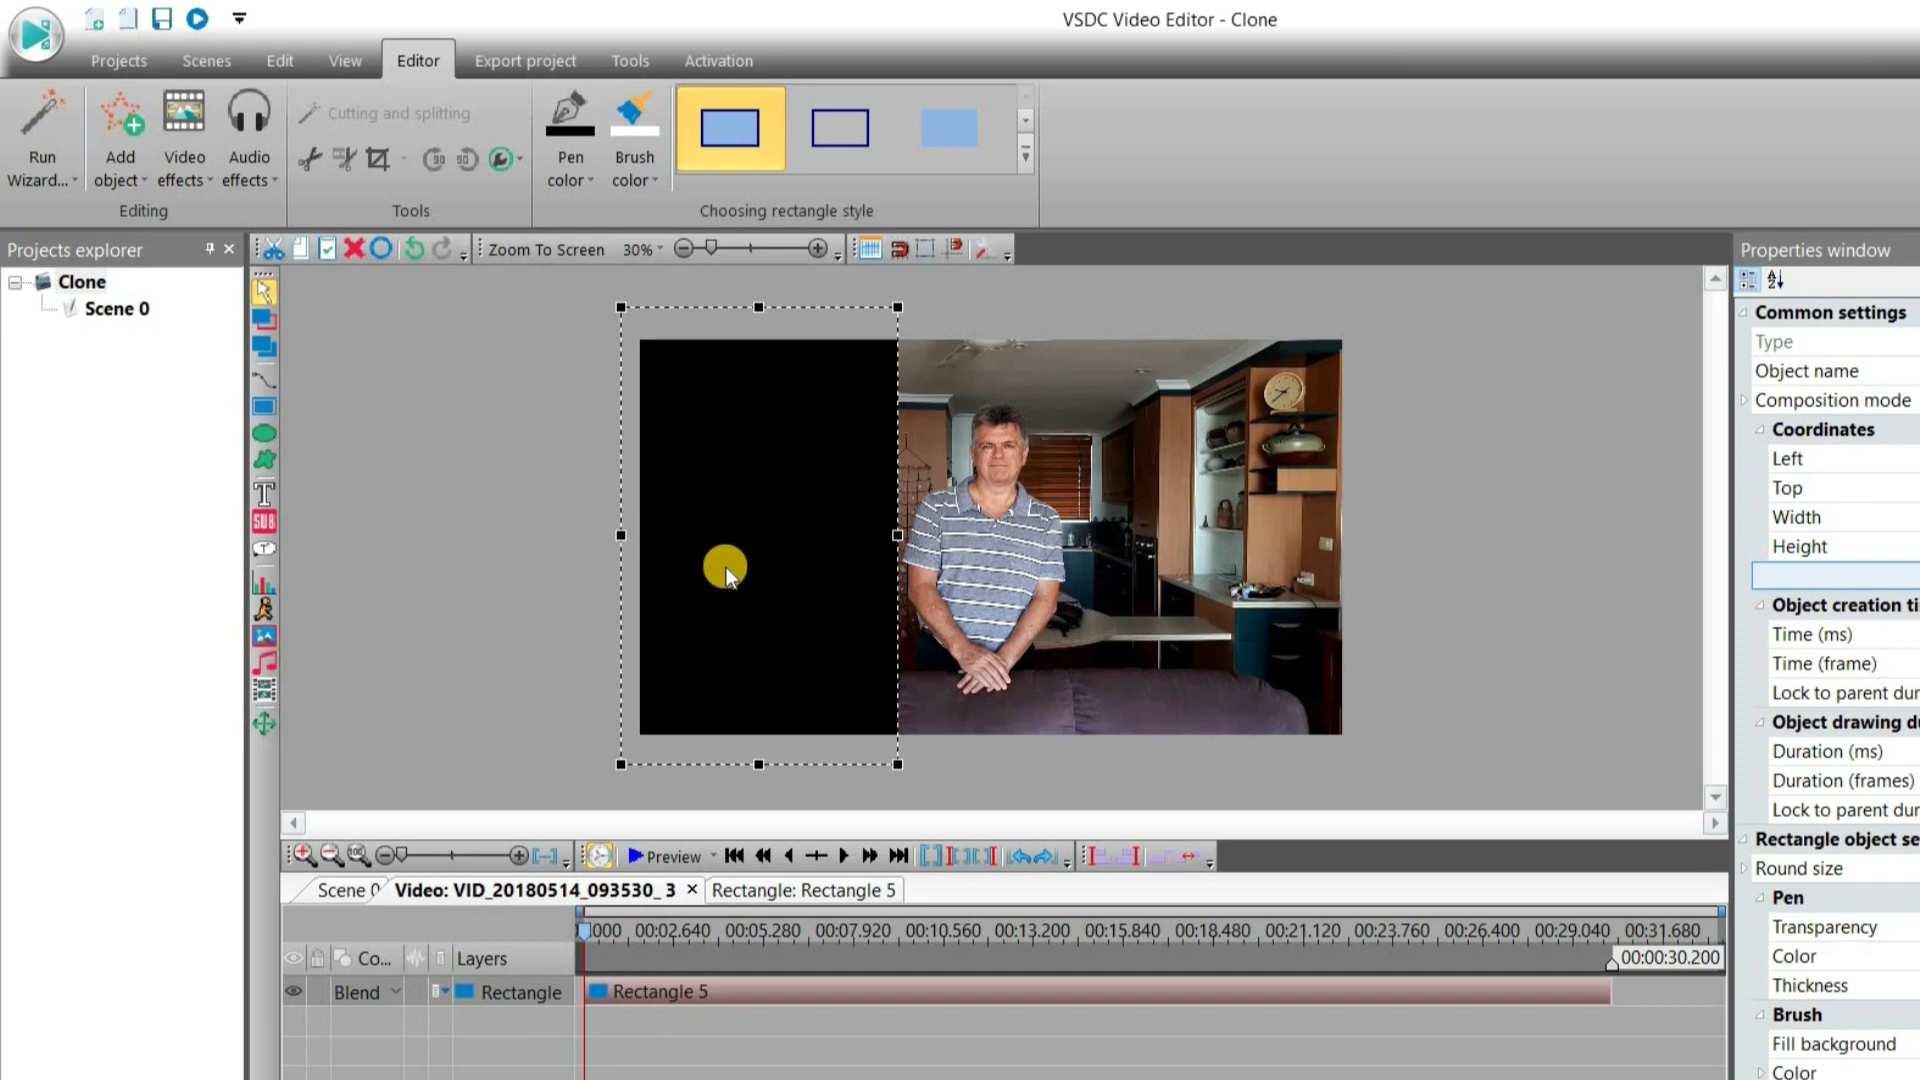 VSDC Video Editor - Clone
Projects Scenes Edit View Editor Export project Tools Activation
Cutting and splitting
Run Wizard...
Add object
Video effects
Audio effects
Pen color
Brush color
Editing
Tools
Choosing rectangle style
Projects explorer
Zoom To Screen 30%
Properties window
Clone
Scene 0
T
SUB
Common settings
Type
Object name
Composition mode
Coordinates
Left
Top
Width
Height
Object creation ti
Time (ms)
Time (frame)
Lock to parent dur
Object drawing du
Duration (ms)
Duration (frames)
Lock to parent dur
Rectangle object se
Round size
Pen
Transparency
Color
Thickness
Brush
Fill background
Color
Preview
Scene 0 Video: VID_20180514_093530_ 3 Rectangle: Rectangle 5
000 00:02.640 00:05.280 00:07.920 00:10.560 00:13.200 00:15.840 00:18.480 00:21.120 00:23.760 00:26.400 00:29.040 00:31.680
Co... Layers
00:00:30.200
Blend Rectangle Rectangle 5